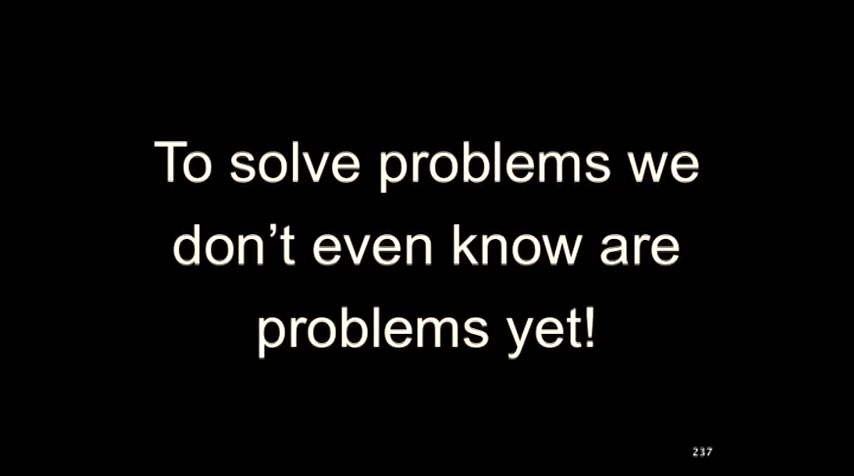 To solve problems we
don’t even know are
problems yet!
237